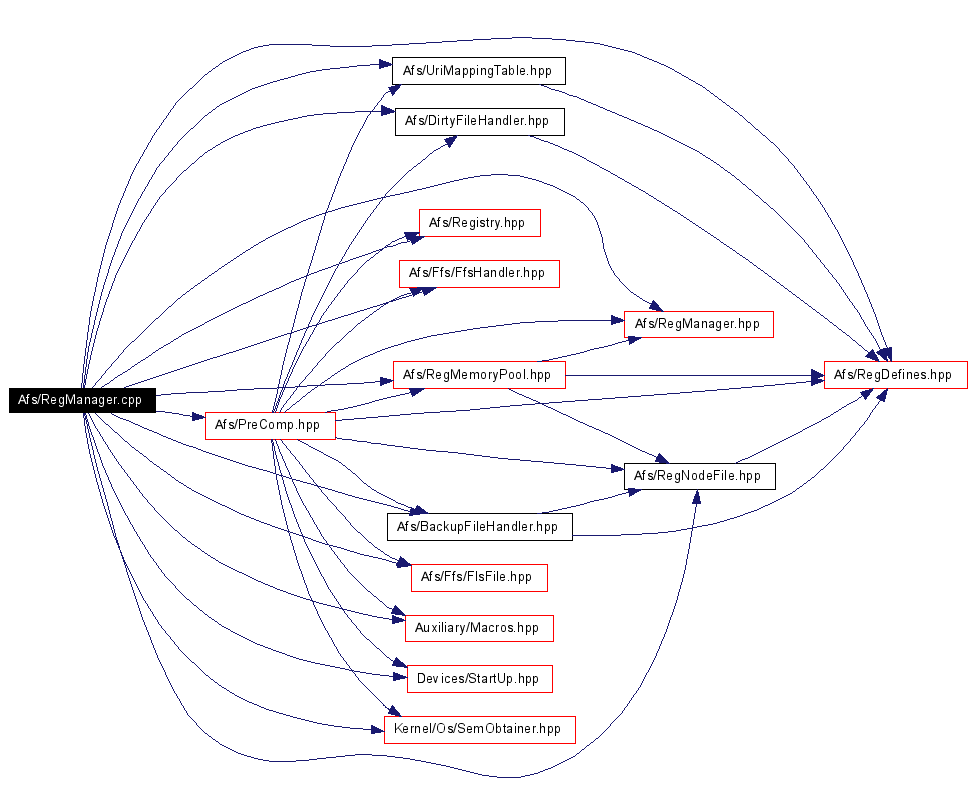 Afs/UriMappingTable.hpp
Afs/DirtyFileHandler.hpp
Afs/Registry.hpp
Afs/Ffs/FfsHandler.hpp
Afs/RegManager.hpp
Afs/RegMemoryPool.hpp
Afs/RegDefines.hpp
Afs/RegManager.cpp
Afs/PreComp.hpp
Afs/RegNodeFile.hpp
Afs/BackupFileHandler.hpp
Afs/Ffs/FlsFile.hpp
Auxiliary/Macros.hpp
Devices/StartUp.hpp
Kernel/Os/SemObtainer.hpp